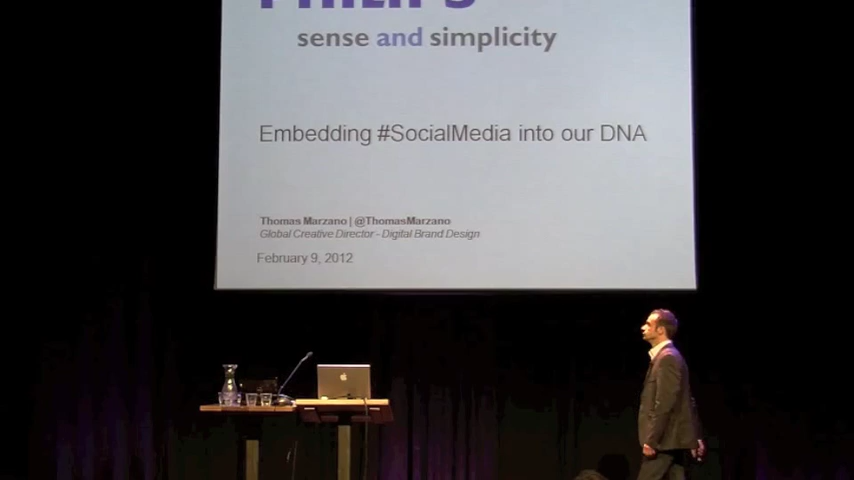 PHILIPS
sense and simplicity
Embedding #SocialMedia into our DNA
Thomas Marzano | @ThomasMarzano
Global Creative Director - Digital Brand Design
February 9, 2012